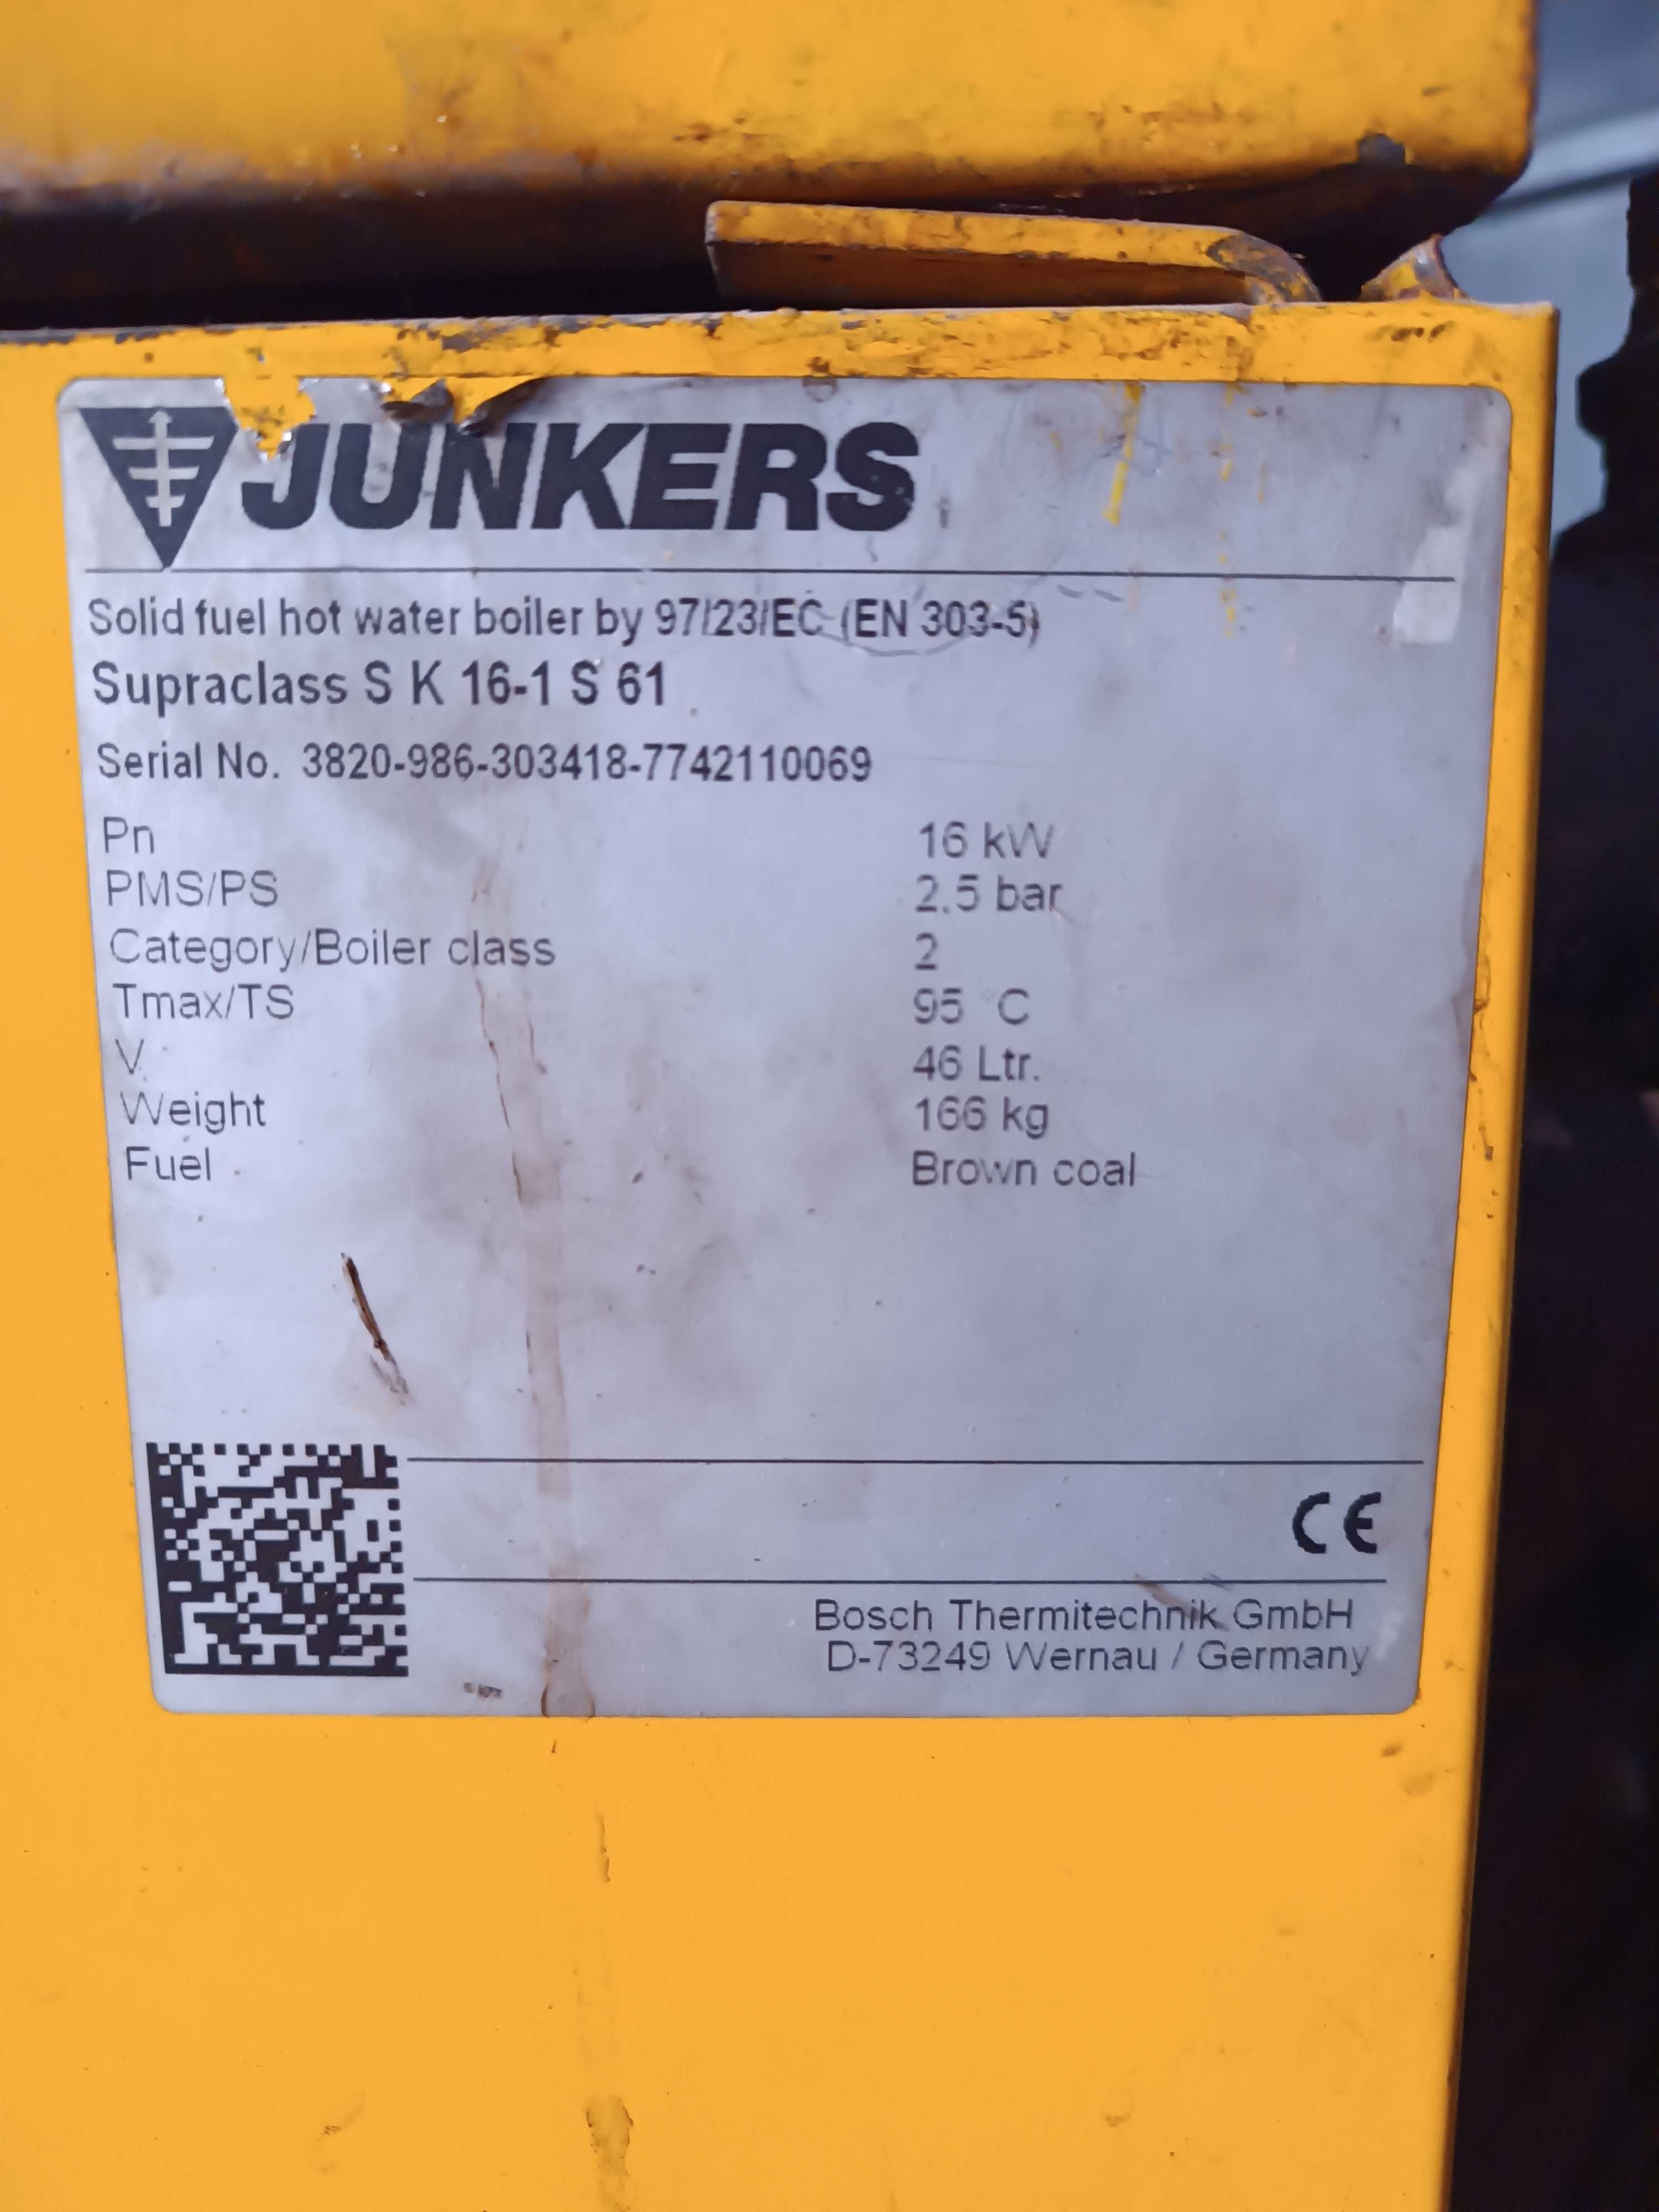 JUNKERS
Solid fuel hot water boiler by 97/23/EC (EN 303-5)
Supraclass S K 16-1 S 61
Serial No. 3820-986-303418-7742110069
Pn 16 kW
PMS/PS 2.5 bar
Category/Boiler class 2
Tmax/TS 95 °C
V 46 Ltr.
Weight 166 kg
Fuel Brown coal
CE
Bosch Thermitechnik GmbH
D-73249 Wernau / Germany